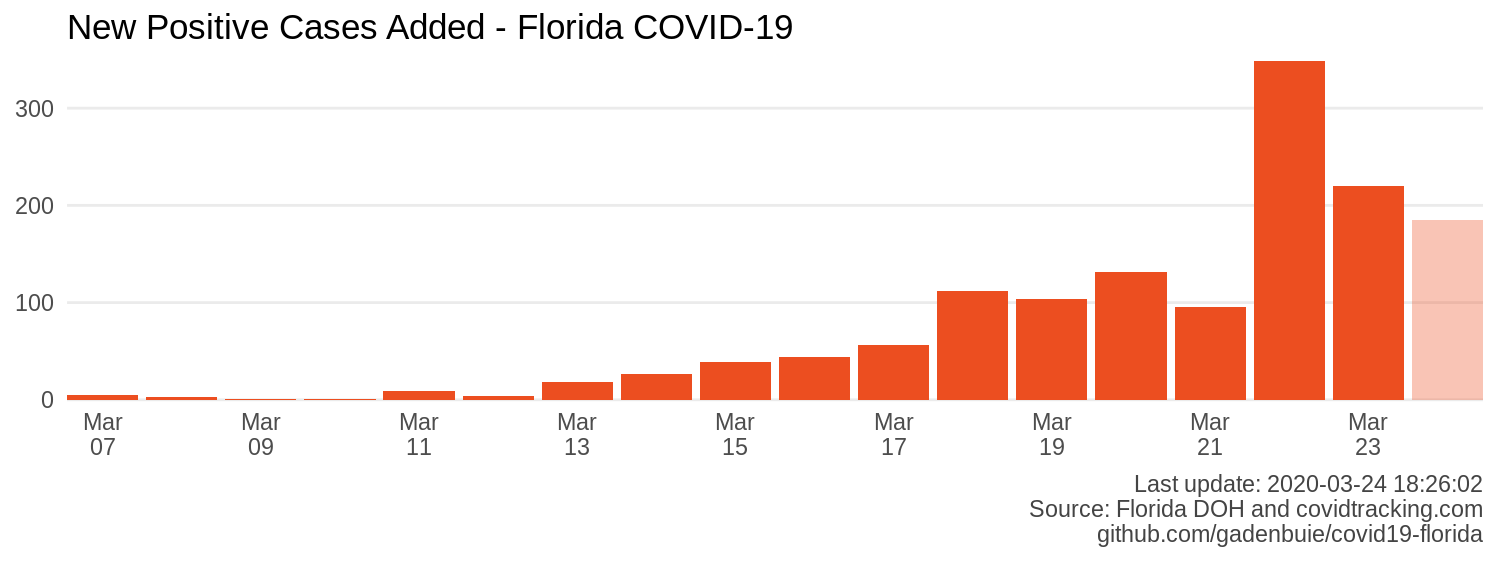 New Positive Cases Added - Florida COVID-19
300
200
100
0
Mar
07
Mar
09
Mar
11
Mar
13
Mar
15
Mar
17
Mar
19
Mar
21
Mar
23
Last update: 2020-03-24 18:26:02
Source: Florida DOH and covidtracking.com
github.com/gadenbuie/covid19-florida